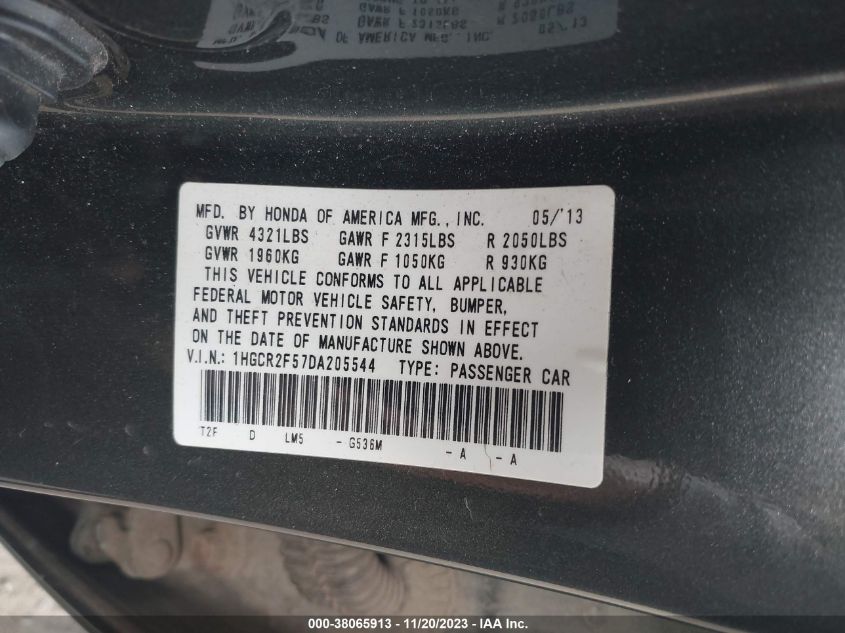 MFD. BY HONDA OF AMERICA MFG., INC. 05/'13
GVWR 4321LBS GAWR F 2315LBS R 2050LBS
GVWR 1960KG GAWR F 1050KG R 930KG
THIS VEHICLE CONFORMS TO ALL APPLICABLE
FEDERAL MOTOR VEHICLE SAFETY, BUMPER,
AND THEFT PREVENTION STANDARDS IN EFFECT
ON THE DATE OF MANUFACTURE SHOWN ABOVE.
V.I.N.: 1HGCR2F57DA205544 TYPE: PASSENGER CAR
T2F D LM5 - G536M - A - A
000-38065913 - 11/20/2023 - IAA Inc.